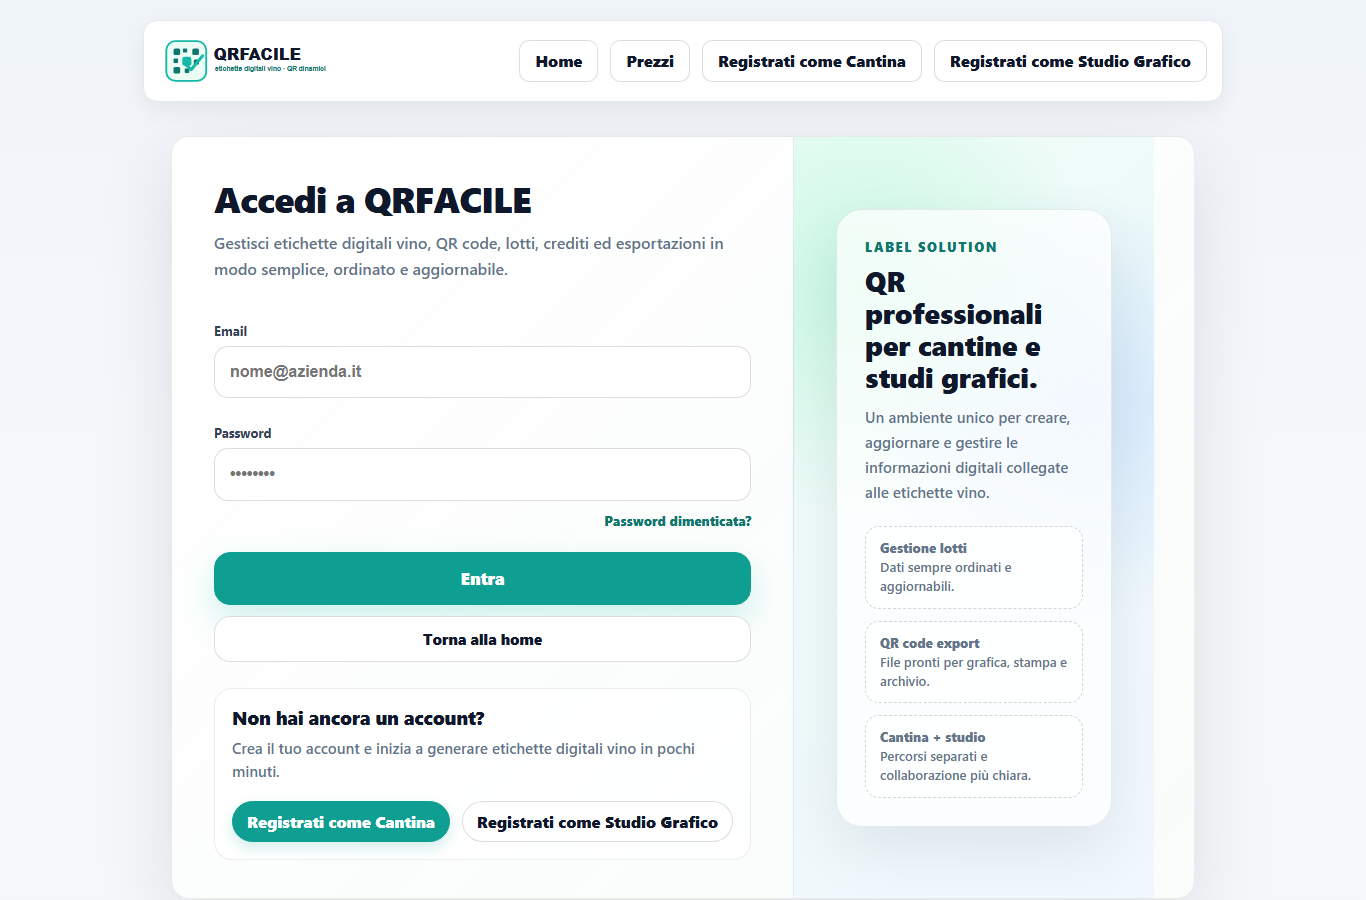 QRFACILE
etichette digitali vino - QR dinamici
Home
Prezzi
Registrati come Cantina
Registrati come Studio Grafico
Accedi a QRFACILE
Gestisci etichette digitali vino, QR code, lotti, crediti ed esportazioni in
modo semplice, ordinato e aggiornabile.
Email
nome@azienda.it
Password
••••••••
Password dimenticata?
Entra
Torna alla home
Non hai ancora un account?
Crea il tuo account e inizia a generare etichette digitali vino in pochi
minuti.
Registrati come Cantina
Registrati come Studio Grafico
LABEL SOLUTION
QR
professionali
per cantine e
studi grafici.
Un ambiente unico per creare,
aggiornare e gestire le
informazioni digitali collegate
alle etichette vino.
Gestione lotti
Dati sempre ordinati e
aggiornabili.
QR code export
File pronti per grafica, stampa e
archivio.
Cantina + studio
Percorsi separati e
collaborazione più chiara.